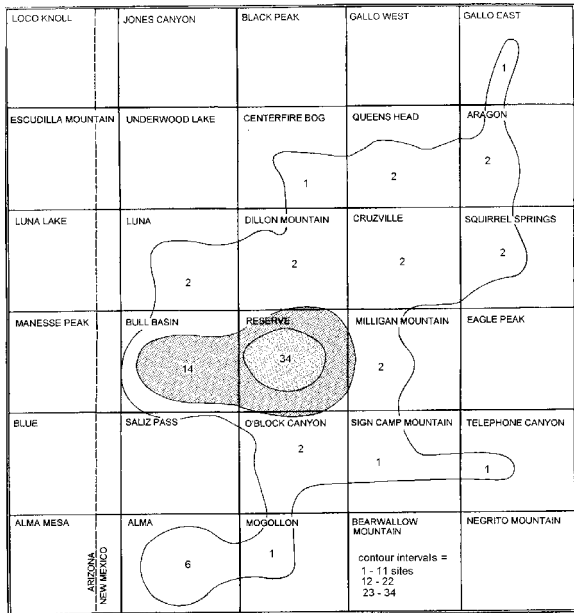 LOCO KNOLL
JONES CANYON
BLACK PEAK
GALLO WEST
GALLO EAST
1
ESCUDILLA MOUNTAIN
UNDERWOOD LAKE
CENTERFIRE BOG
QUEENS HEAD
ARAGON
1
2
2
LUNA LAKE
LUNA
DILLON MOUNTAIN
CRUZVILLE
SQUIRREL SPRINGS
2
2
2
2
MANESSE PEAK
BULL BASIN
RESERVE
MILLIGAN MOUNTAIN
EAGLE PEAK
14
34
2
BLUE
SALIZ PASS
O'BLOCK CANYON
SIGN CAMP MOUNTAIN
TELEPHONE CANYON
2
1
1
ALMA MESA
ALMA
MOGOLLON
BEARWALLOW
MOUNTAIN
NEGRITO MOUNTAIN
6
1
contour intervals =
1 - 11 sites
12 - 22
23 - 34
ARIZONA
NEW MEXICO